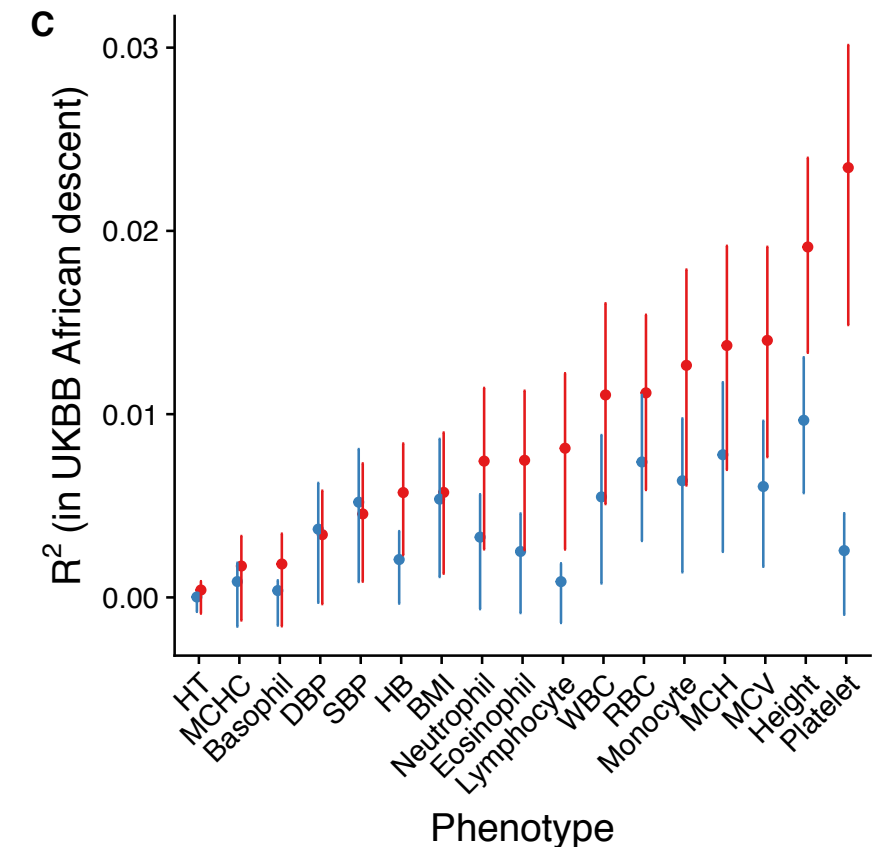 C
R² (in UKBB African descent)
0.03
0.02
0.01
0.00
HT
MCHC
Basophil
DBP
SBP
HB
BMI
Neutrophil
Eosinophil
Lymphocyte
WBC
RBC
Monocyte
MCH
MCV
Height
Platelet
Phenotype